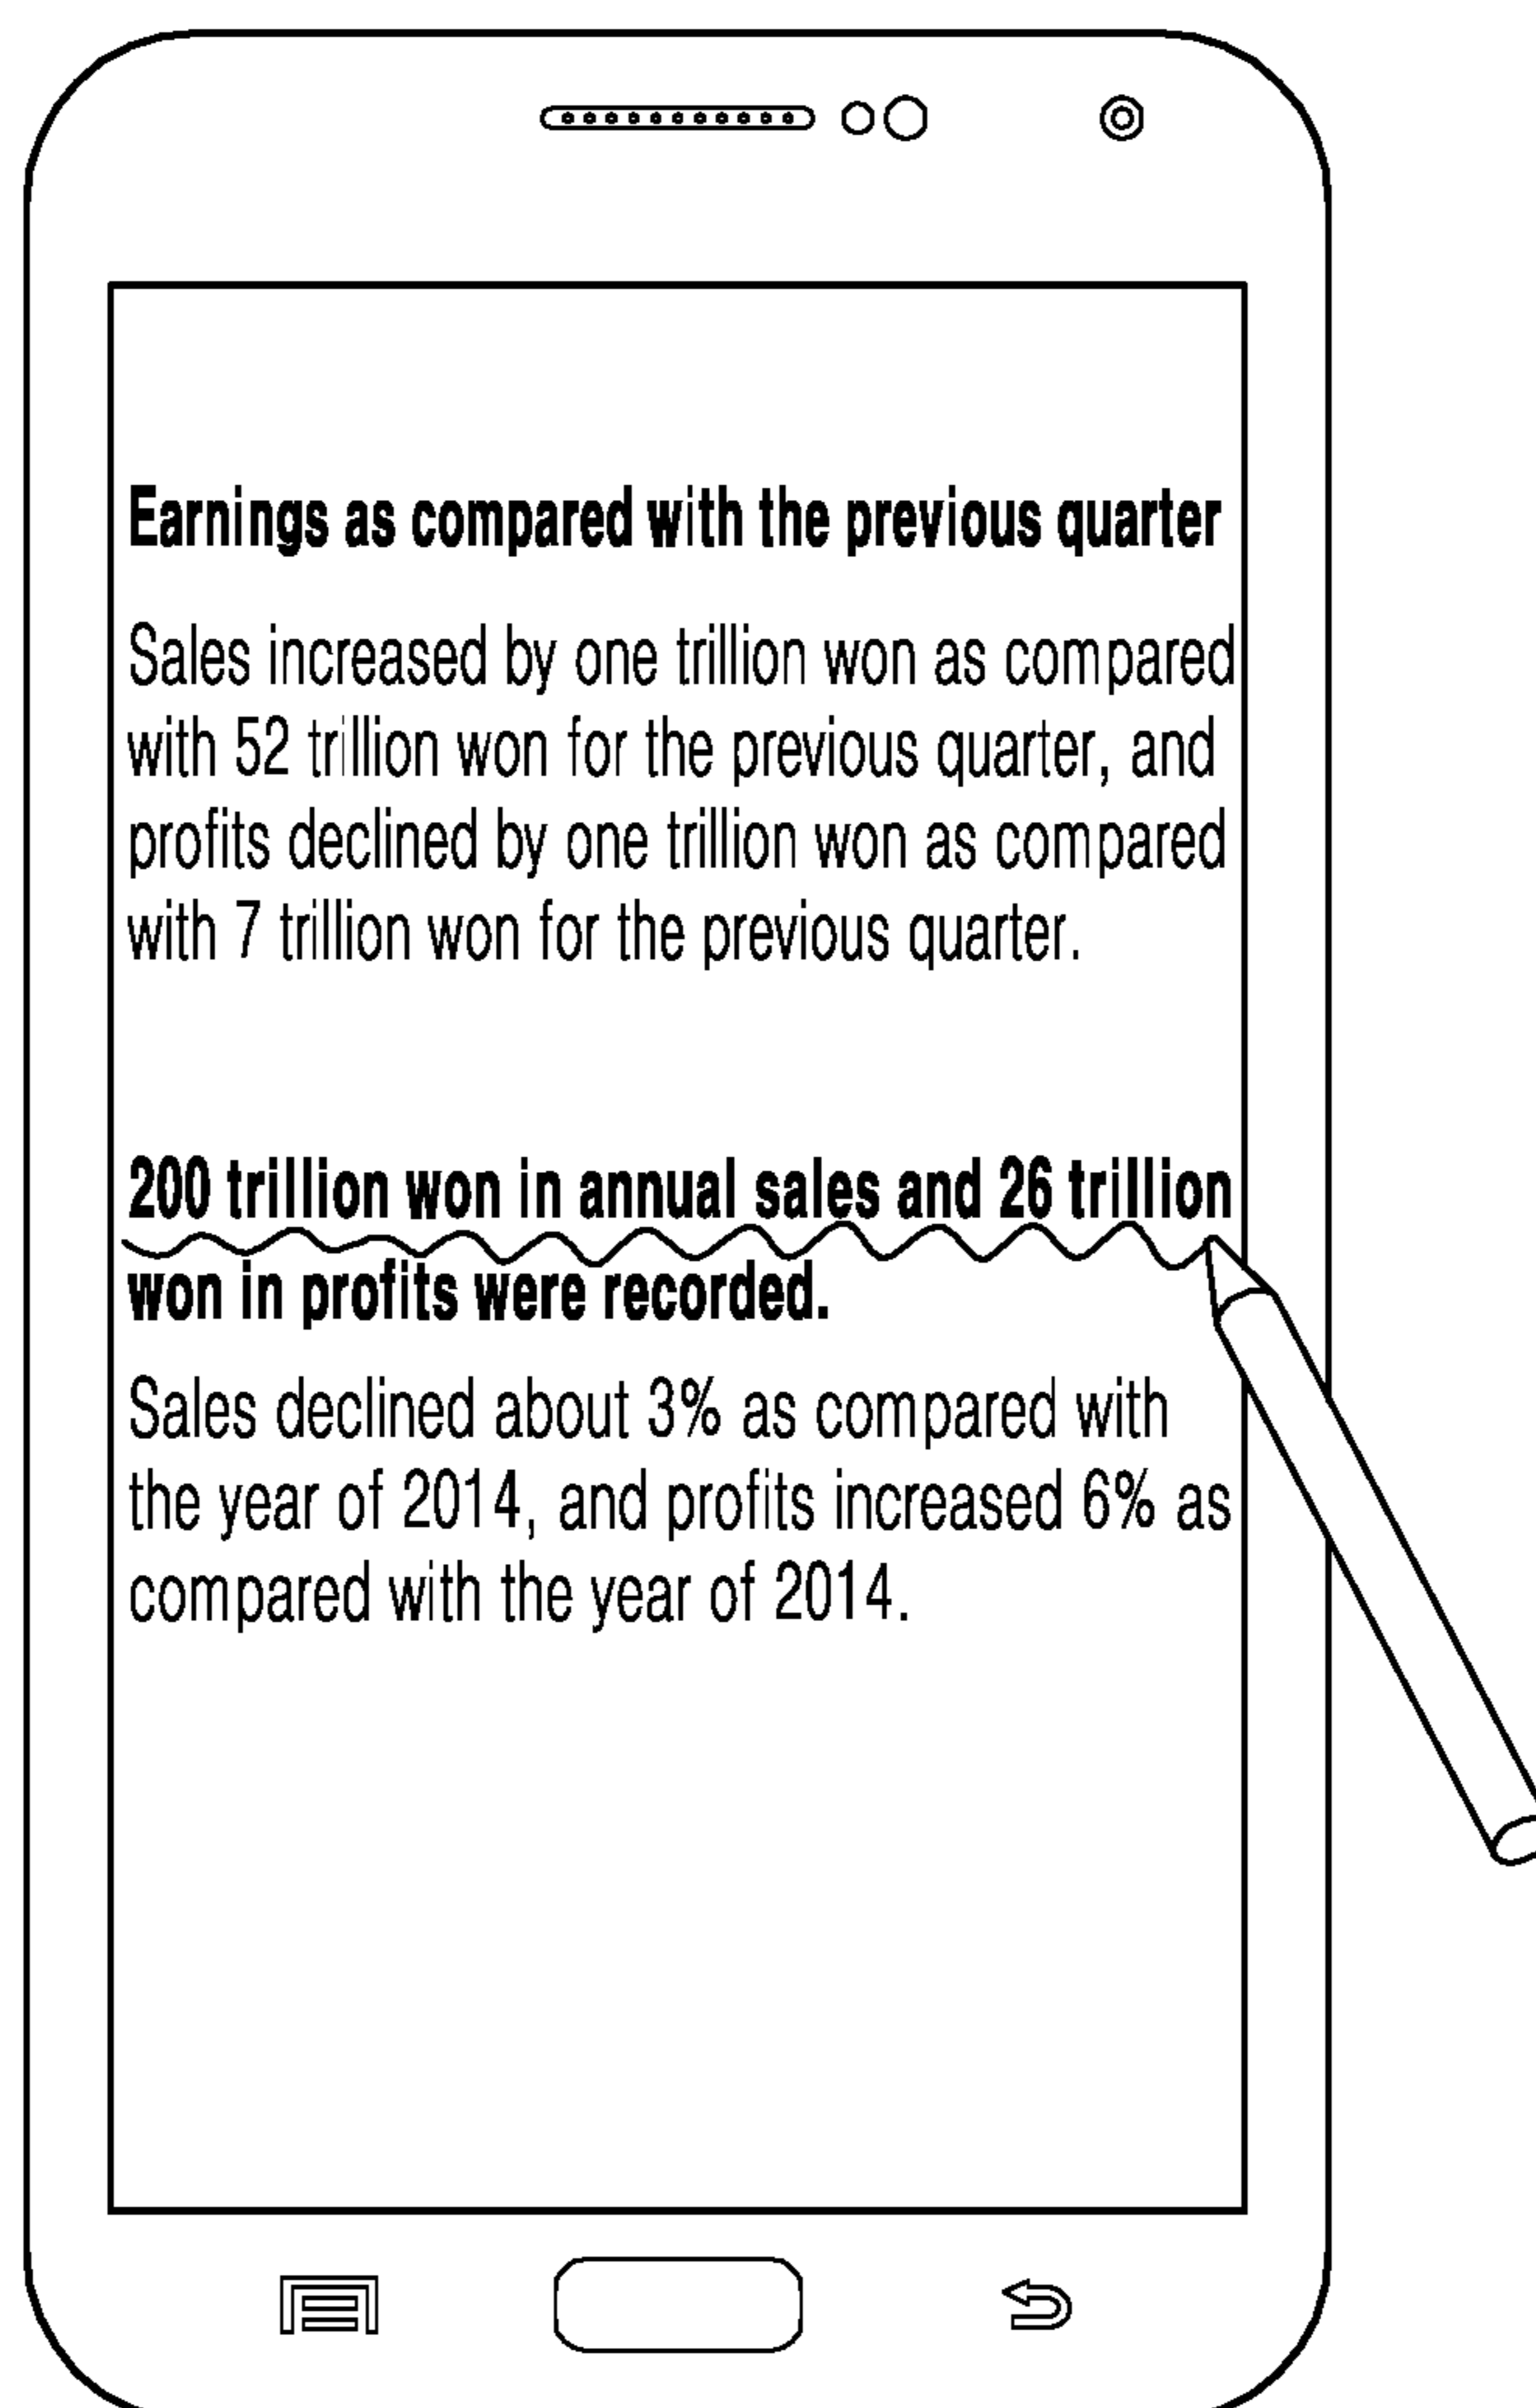 Earnings as compared with the previous quarter
Sales increased by one trillion won as compared
with 52 trillion won for the previous quarter, and
profits declined by one trillion won as compared
with 7 trillion won for the previous quarter.
200 trillion won in annual sales and 26 trillion
won in profits were recorded.
Sales declined about 3% as compared with
the year of 2014, and profits increased 6% as
compared with the year of 2014.